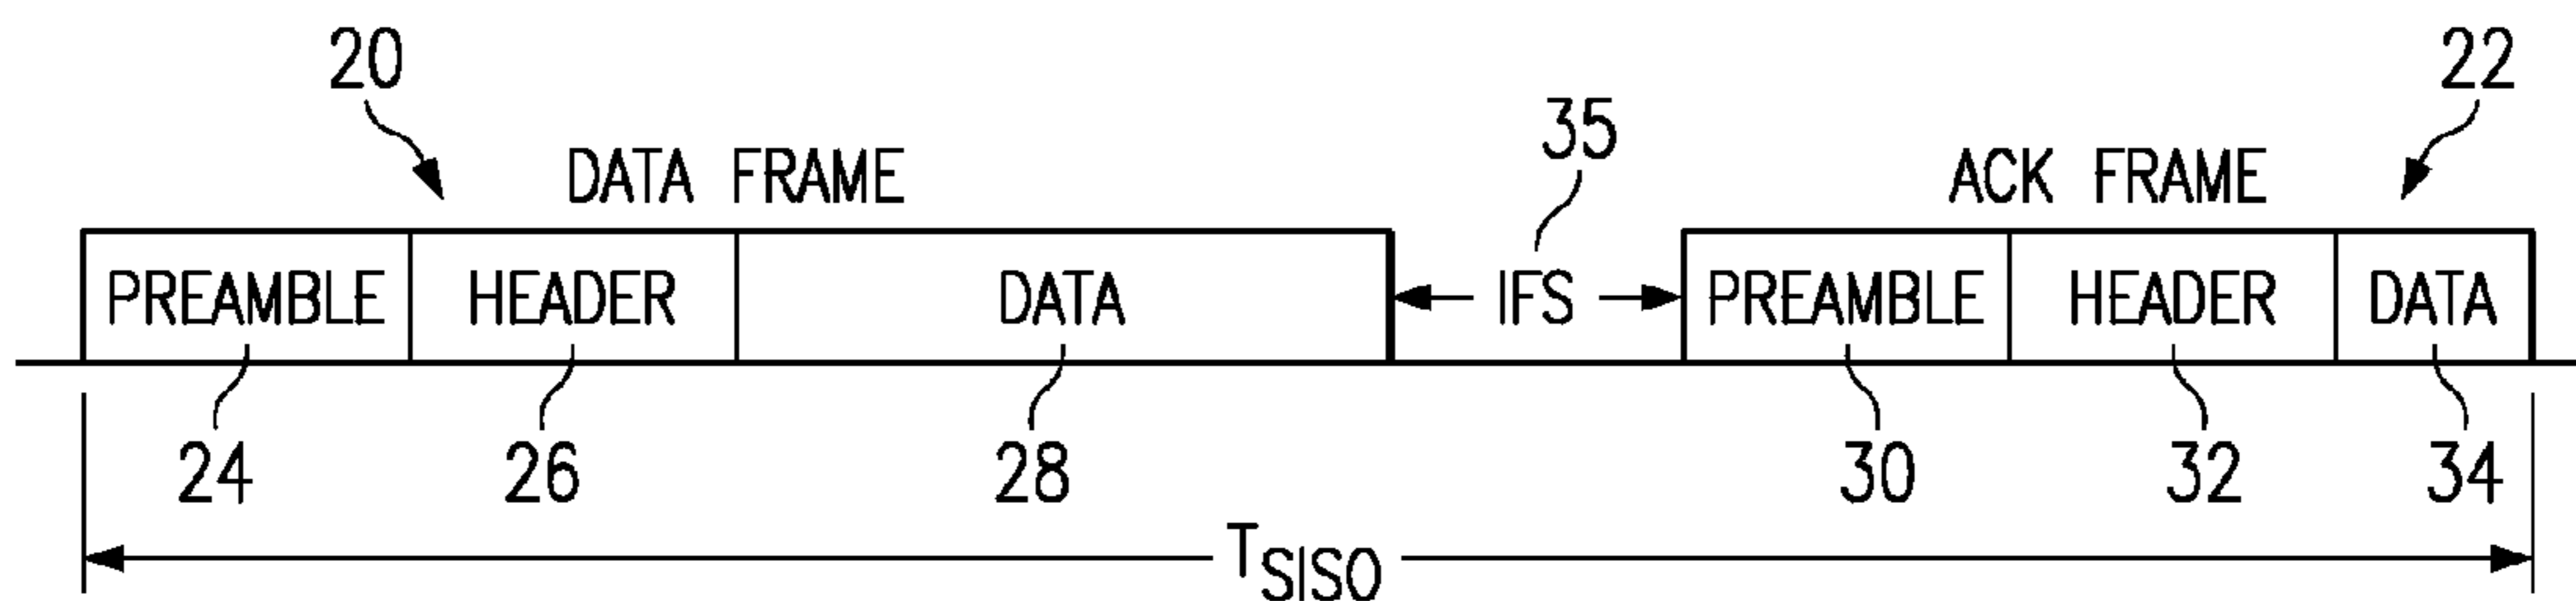 20 22
35
DATA FRAME ACK FRAME
PREAMBLE HEADER DATA IFS PREAMBLE HEADER DATA
24 26 28 30 32 34
TSISO